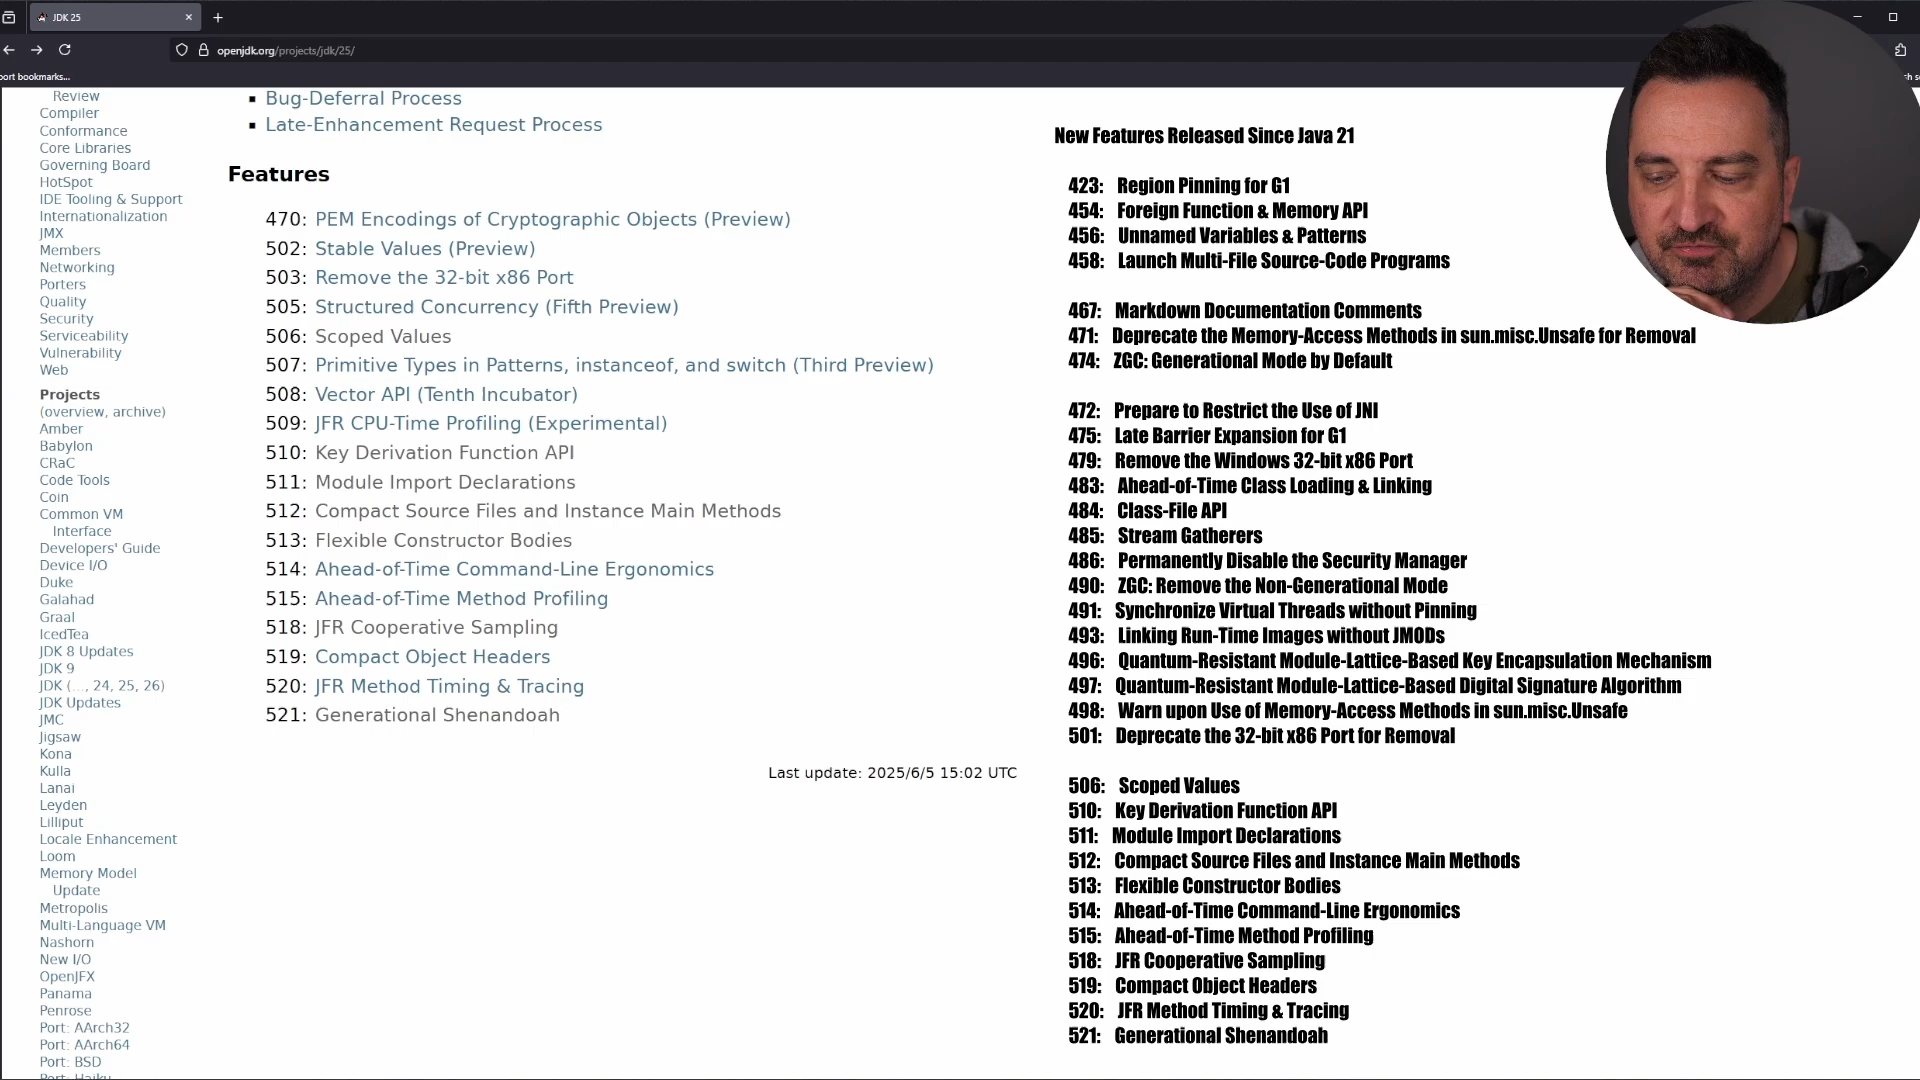 JDK 25
openjdk.org/projects/jdk/25/
port bookmarks...
Review
Compiler
Conformance
Core Libraries
Governing Board
HotSpot
IDE Tooling & Support
Internationalization
JMX
Members
Networking
Porters
Quality
Security
Serviceability
Vulnerability
Web
Projects
(overview, archive)
Amber
Babylon
CRaC
Code Tools
Coin
Common VM
Interface
Developers' Guide
Device I/O
Duke
Galahad
Graal
IcedTea
JDK 8 Updates
JDK 9
JDK (..., 24, 25, 26)
JDK Updates
JMC
Jigsaw
Kona
Kulla
Lanai
Leyden
Lilliput
Locale Enhancement
Loom
Memory Model
Update
Metropolis
Multi-Language VM
Nashorn
New I/O
OpenJFX
Panama
Penrose
Port: AArch32
Port: AArch64
Port: BSD
Port: Haiku
Bug-Deferral Process
Late-Enhancement Request Process
Features
470: PEM Encodings of Cryptographic Objects (Preview)
502: Stable Values (Preview)
503: Remove the 32-bit x86 Port
505: Structured Concurrency (Fifth Preview)
506: Scoped Values
507: Primitive Types in Patterns, instanceof, and switch (Third Preview)
508: Vector API (Tenth Incubator)
509: JFR CPU-Time Profiling (Experimental)
510: Key Derivation Function API
511: Module Import Declarations
512: Compact Source Files and Instance Main Methods
513: Flexible Constructor Bodies
514: Ahead-of-Time Command-Line Ergonomics
515: Ahead-of-Time Method Profiling
518: JFR Cooperative Sampling
519: Compact Object Headers
520: JFR Method Timing & Tracing
521: Generational Shenandoah
Last update: 2025/6/5 15:02 UTC
New Features Released Since Java 21
423: Region Pinning for G1
454: Foreign Function & Memory API
456: Unnamed Variables & Patterns
458: Launch Multi-File Source-Code Programs
467: Markdown Documentation Comments
471: Deprecate the Memory-Access Methods in sun.misc.Unsafe for Removal
474: ZGC: Generational Mode by Default
472: Prepare to Restrict the Use of JNI
475: Late Barrier Expansion for G1
479: Remove the Windows 32-bit x86 Port
483: Ahead-of-Time Class Loading & Linking
484: Class-File API
485: Stream Gatherers
486: Permanently Disable the Security Manager
490: ZGC: Remove the Non-Generational Mode
491: Synchronize Virtual Threads without Pinning
493: Linking Run-Time Images without JMODs
496: Quantum-Resistant Module-Lattice-Based Key Encapsulation Mechanism
497: Quantum-Resistant Module-Lattice-Based Digital Signature Algorithm
498: Warn upon Use of Memory-Access Methods in sun.misc.Unsafe
501: Deprecate the 32-bit x86 Port for Removal
506: Scoped Values
510: Key Derivation Function API
511: Module Import Declarations
512: Compact Source Files and Instance Main Methods
513: Flexible Constructor Bodies
514: Ahead-of-Time Command-Line Ergonomics
515: Ahead-of-Time Method Profiling
518: JFR Cooperative Sampling
519: Compact Object Headers
520: JFR Method Timing & Tracing
521: Generational Shenandoah